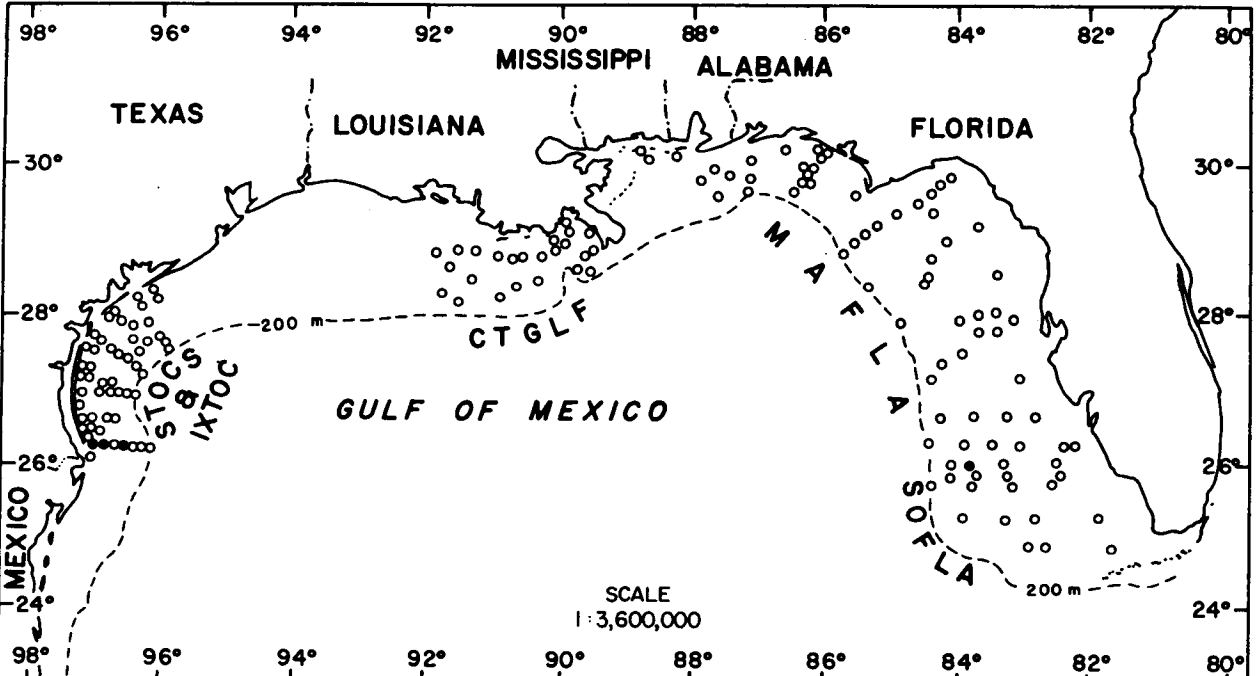 98° 96° 94° 92° 90° 88° 86° 84° 82° 80°
MISSISSIPPI ALABAMA
TEXAS LOUISIANA FLORIDA
30° 30°
MAFLA
28° 28°
200 m
CTGLF
STOCS
&
IXTOC
GULF OF MEXICO
26° 26°
SOFLA
MEXICO
200 m
SCALE
1:3,600,000
24° 24°
98° 96° 94° 92° 90° 88° 86° 84° 82° 80°